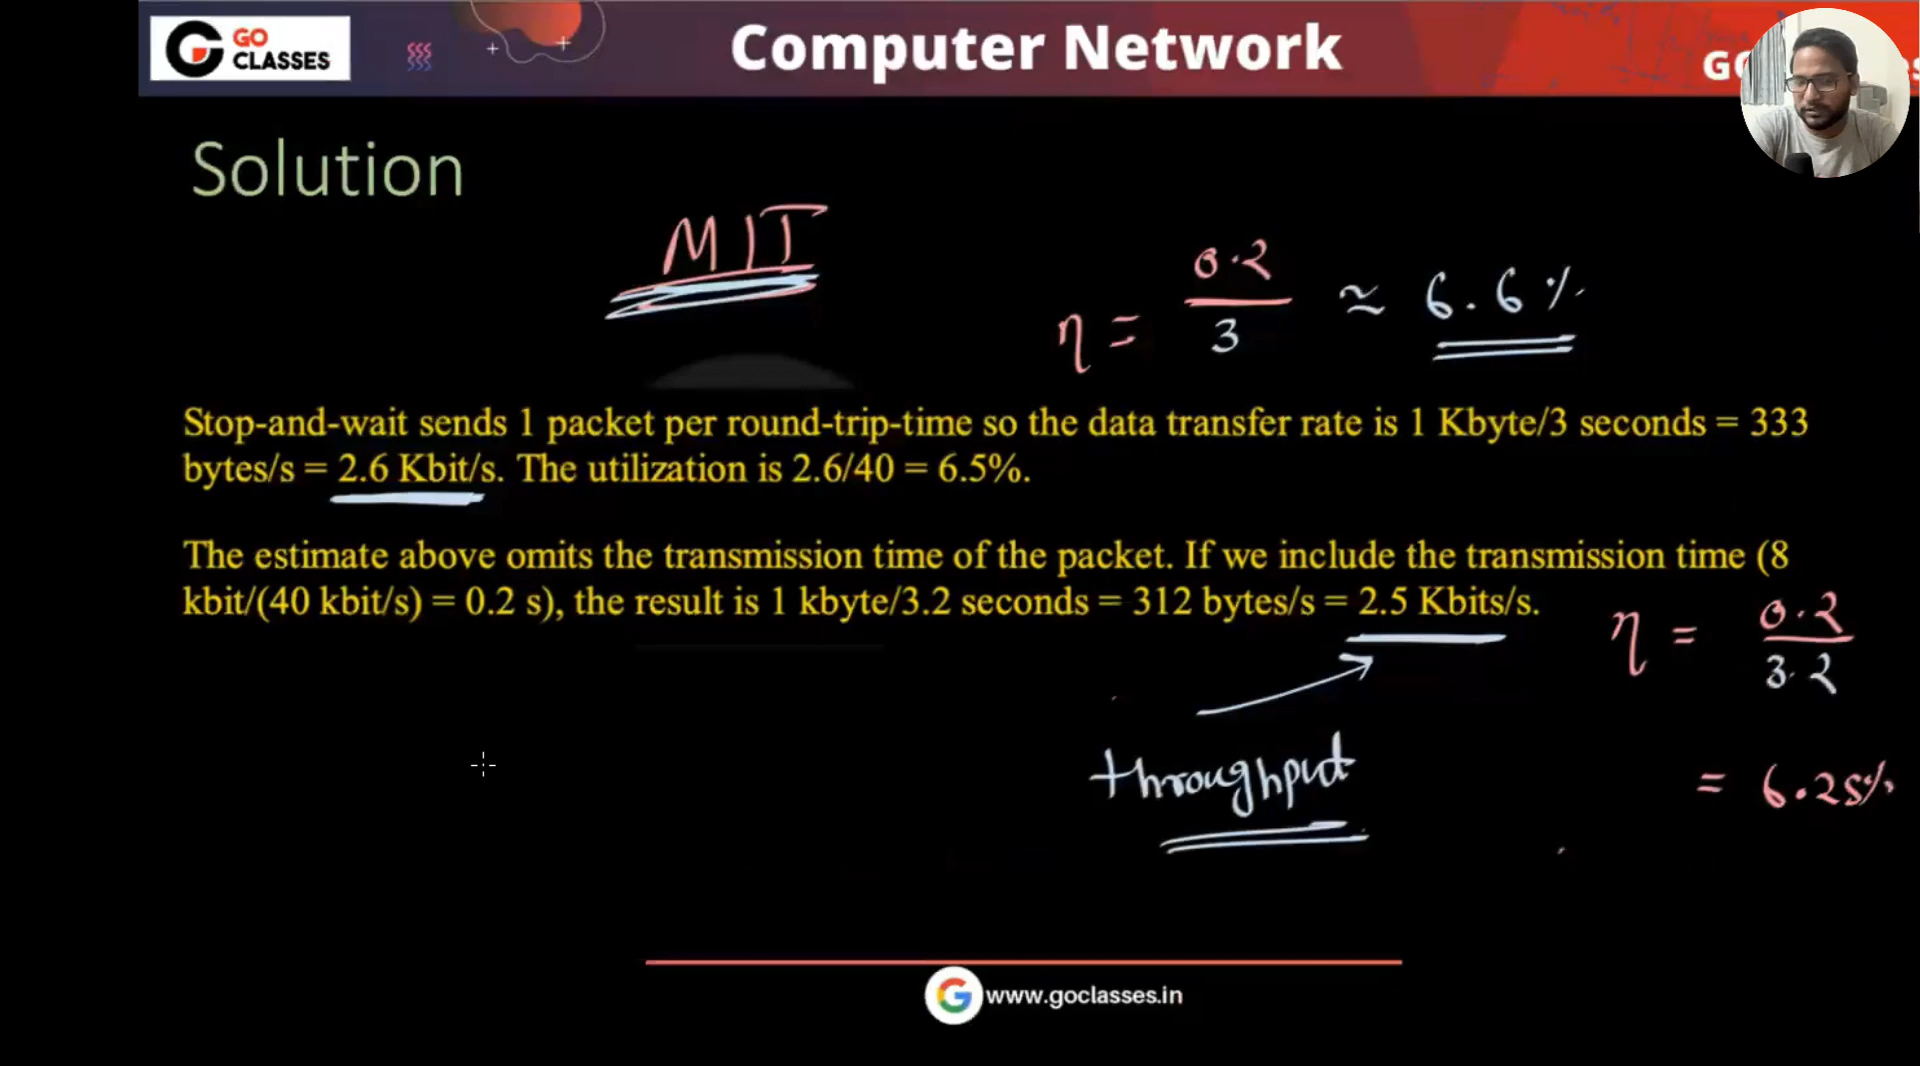 GO
CLASSES
Computer Network
Solution
MIT
η = 0.2/3 ≈ 6.6%
Stop-and-wait sends 1 packet per round-trip-time so the data transfer rate is 1 Kbyte/3 seconds = 333
bytes/s = 2.6 Kbit/s. The utilization is 2.6/40 = 6.5%.
The estimate above omits the transmission time of the packet. If we include the transmission time (8
kbit/(40 kbit/s) = 0.2 s), the result is 1 kbyte/3.2 seconds = 312 bytes/s = 2.5 Kbits/s.
η = 0.2/3.2
= 6.25%
throughput
www.goclasses.in